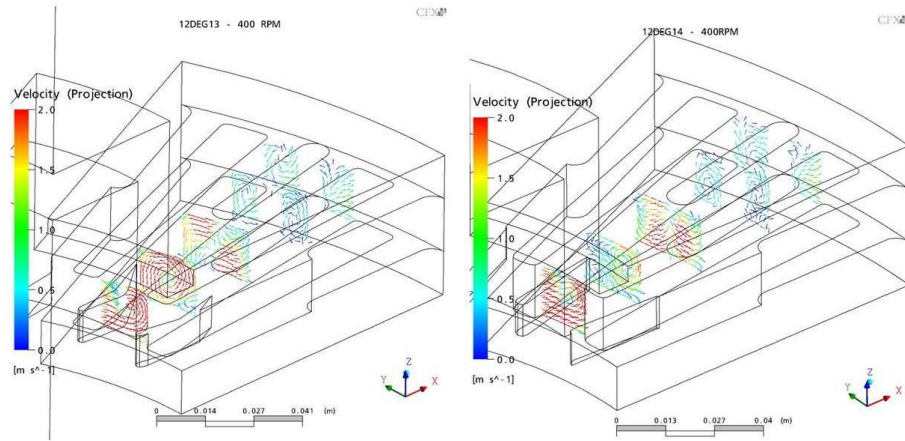 CFX
12DEG13 - 400 RPM
Velocity (Projection)
2.0
1.5
1.0
0.5
0.0
[m s^-1]
Z
Y
X
0 0.014 0.027 0.041 (m)
CFX
12DEG14 - 400RPM
Velocity (Projection)
2.0
1.5
1.0
0.5
0.0
[m s^-1]
Z
Y
X
0 0.013 0.027 0.04 (m)